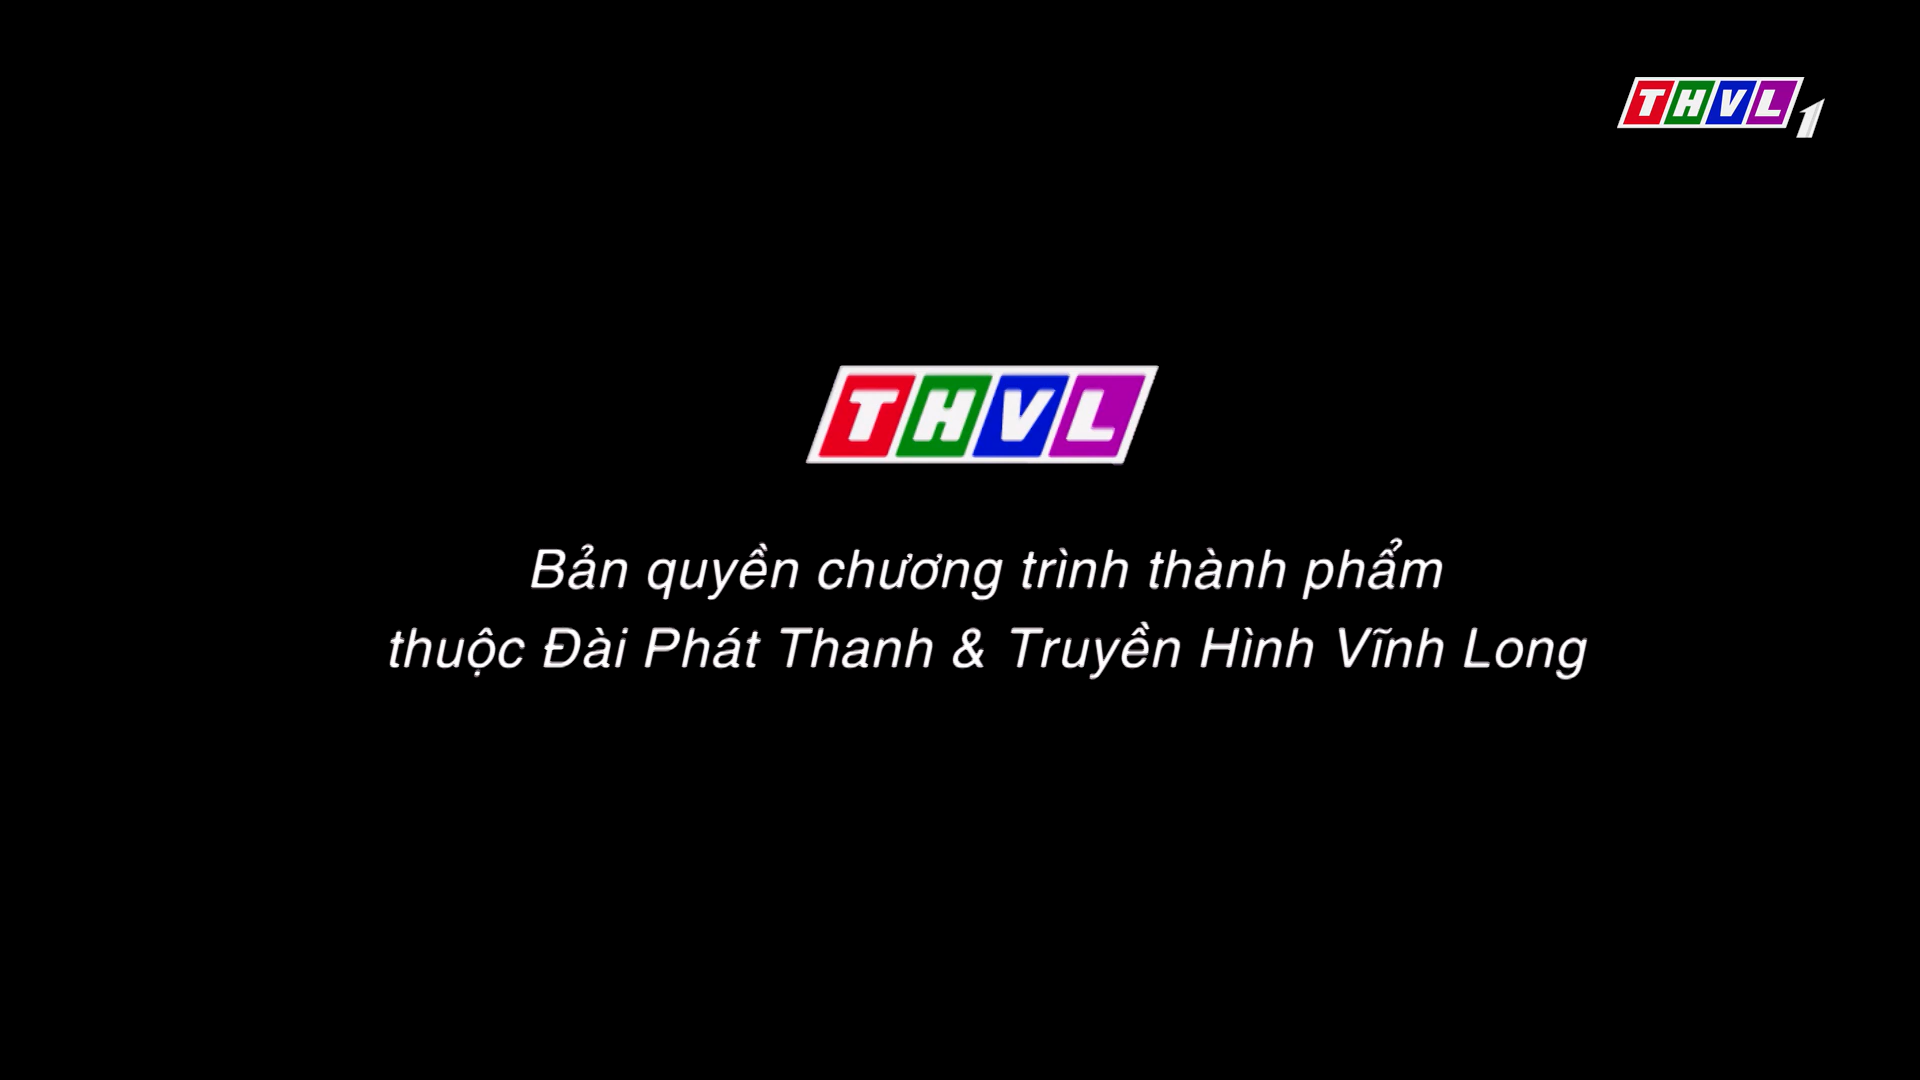 THVL1
THVL
Bản quyền chương trình thành phẩm
thuộc Đài Phát Thanh & Truyền Hình Vĩnh Long